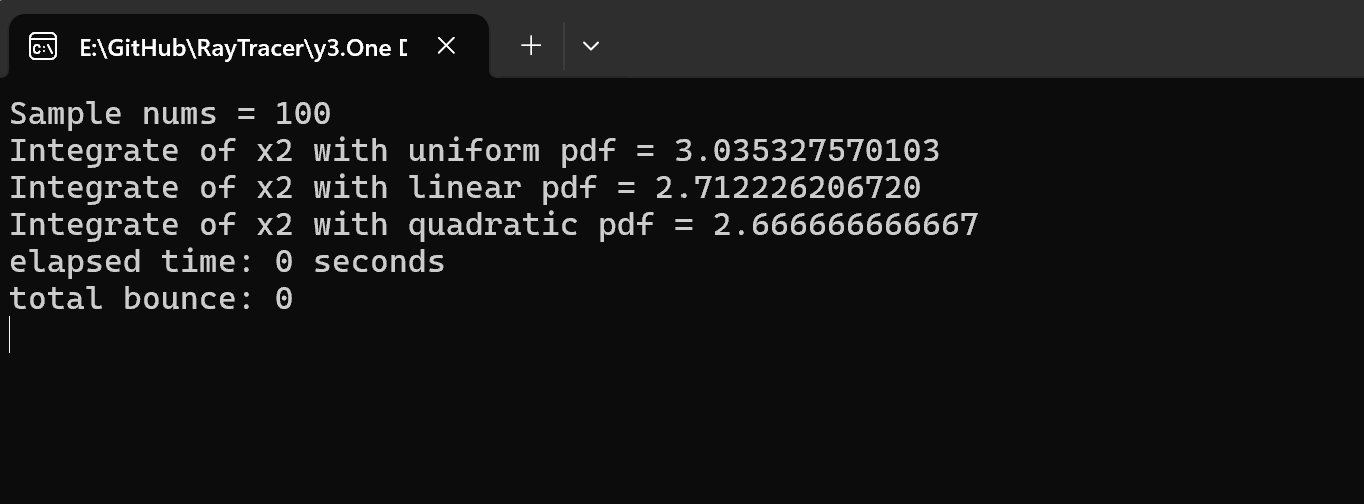 E:\GitHub\RayTracer\y3.One
Sample nums = 100
Integrate of x2 with uniform pdf = 3.035327570103
Integrate of x2 with linear pdf = 2.712226206720
Integrate of x2 with quadratic pdf = 2.666666666667
elapsed time: 0 seconds
total bounce: 0